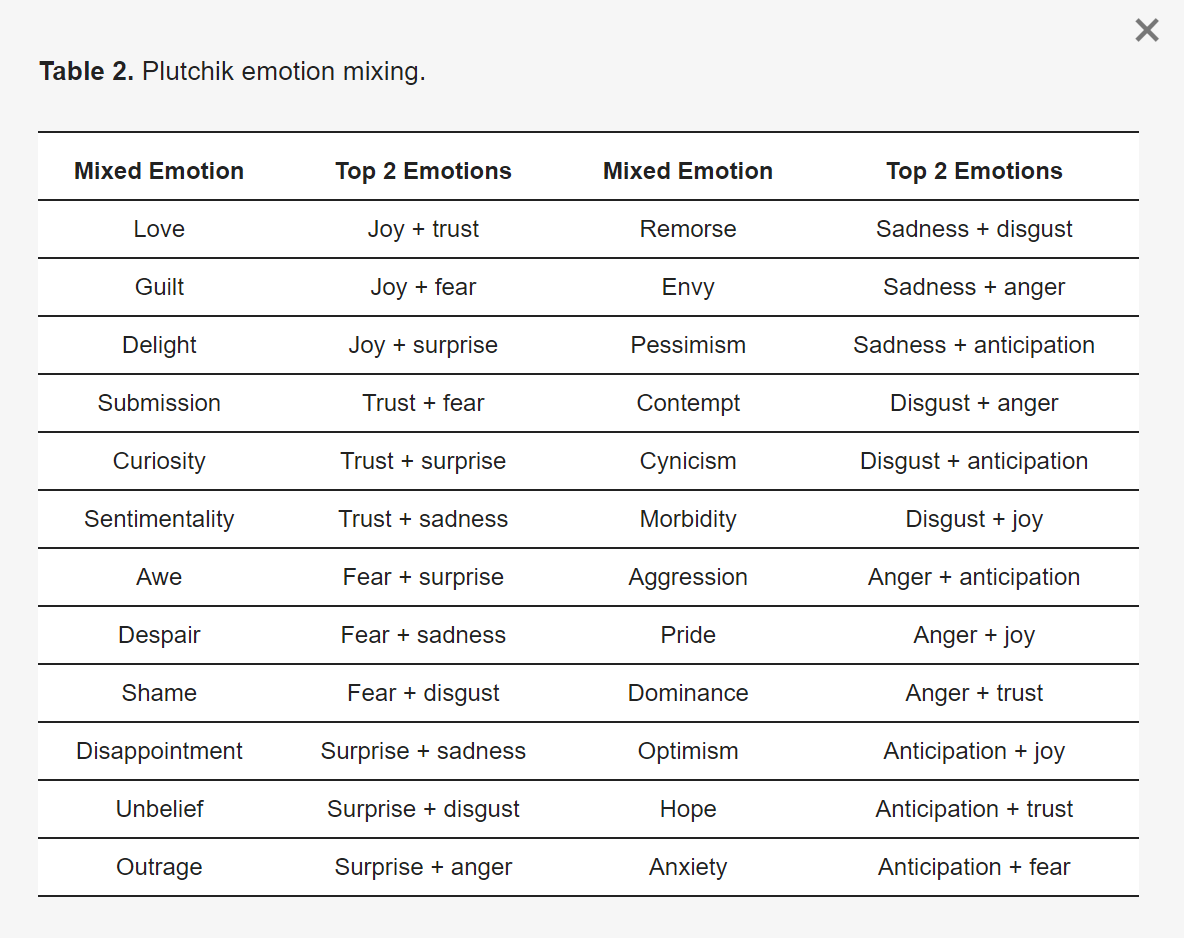 Table 2. Plutchik emotion mixing.
Mixed Emotion Top 2 Emotions Mixed Emotion Top 2 Emotions
Love Joy + trust Remorse Sadness + disgust
Guilt Joy + fear Envy Sadness + anger
Delight Joy + surprise Pessimism Sadness + anticipation
Submission Trust + fear Contempt Disgust + anger
Curiosity Trust + surprise Cynicism Disgust + anticipation
Sentimentality Trust + sadness Morbidity Disgust + joy
Awe Fear + surprise Aggression Anger + anticipation
Despair Fear + sadness Pride Anger + joy
Shame Fear + disgust Dominance Anger + trust
Disappointment Surprise + sadness Optimism Anticipation + joy
Unbelief Surprise + disgust Hope Anticipation + trust
Outrage Surprise + anger Anxiety Anticipation + fear